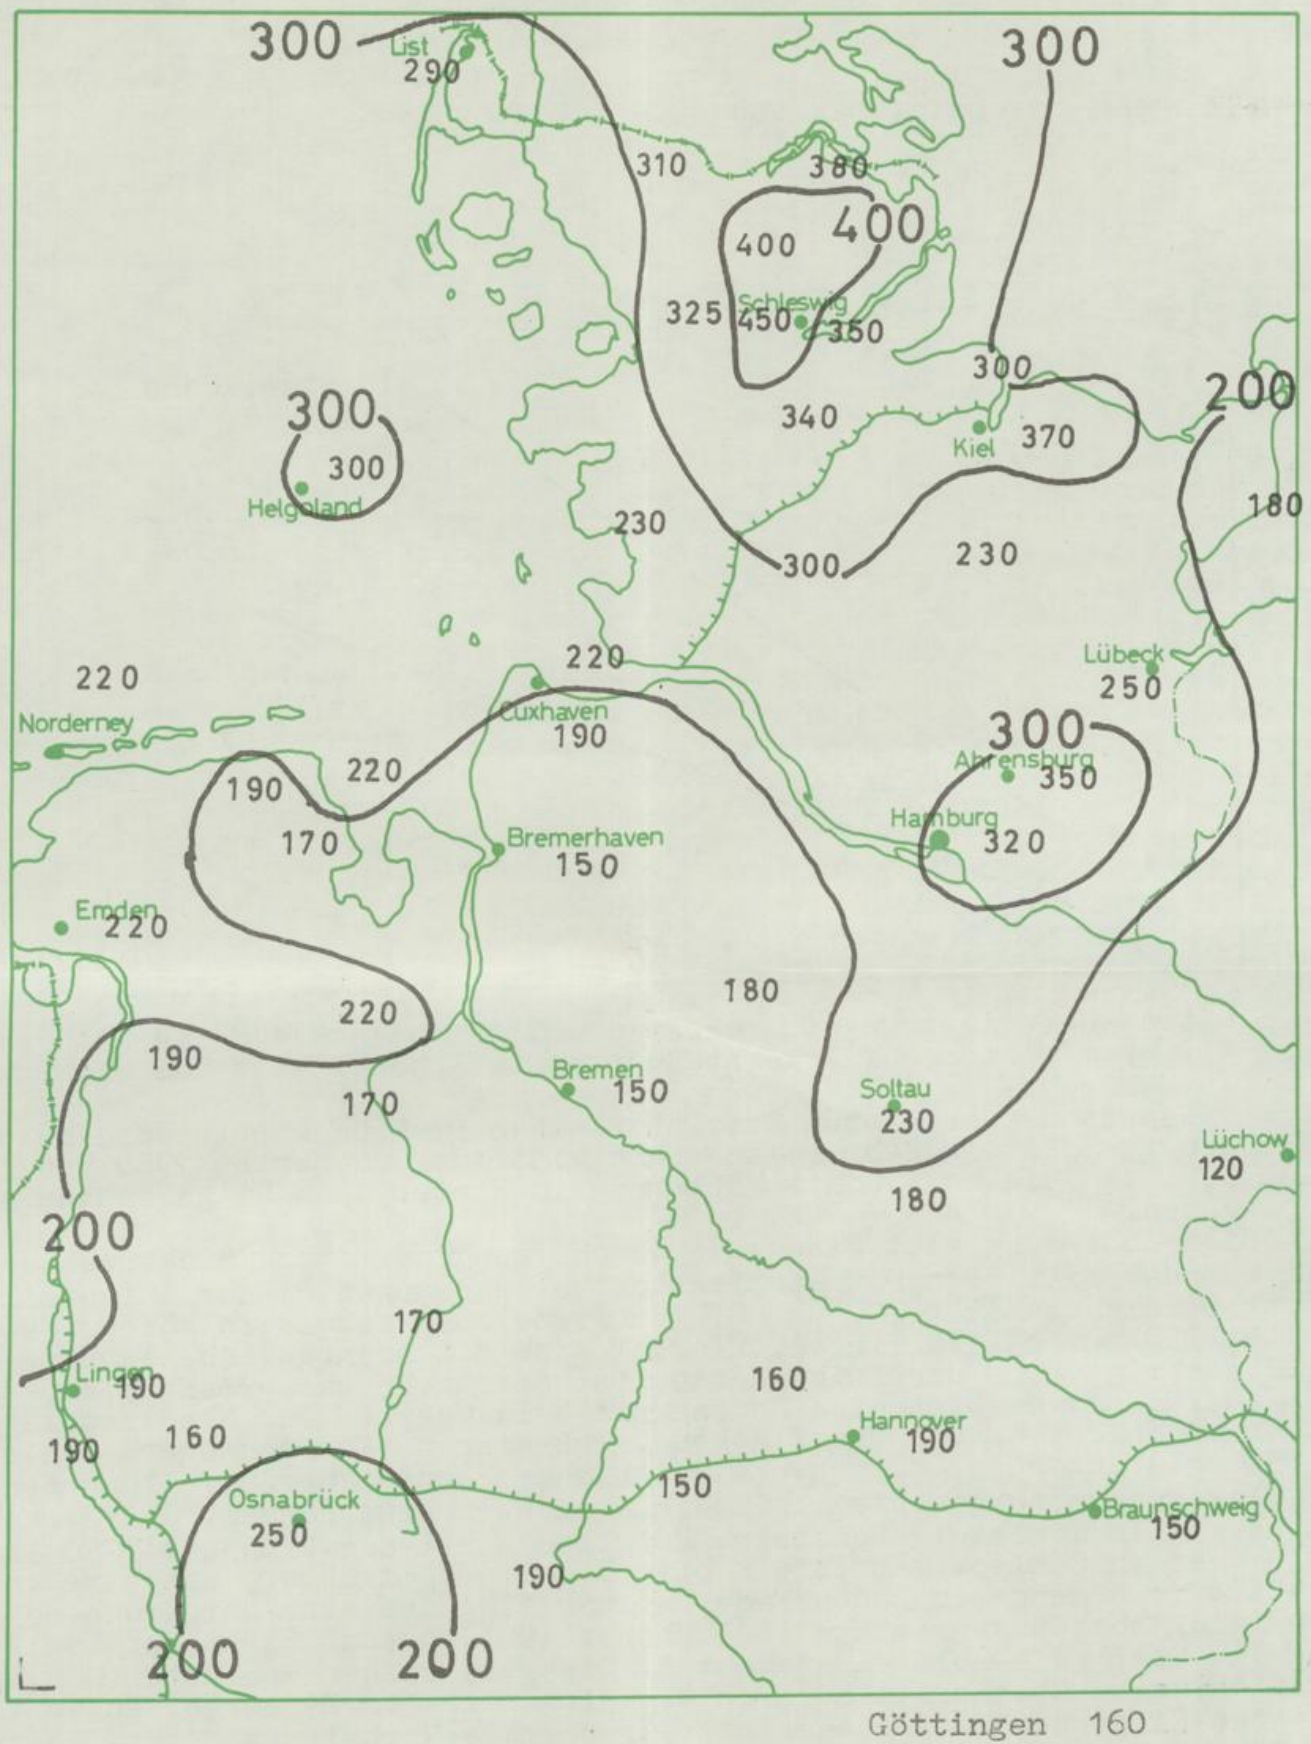 300
List
290
300
310
380
400
400
Schleswig
325
450
350
300
200
300
340
370
Kiel
300
Helgoland
180
230
300
230
220
Lübeck
250
220
Norderney
Cuxhaven
190
300
Ahrensburg
350
220
190
Hamburg
320
170
Bremerhaven
150
Emden
220
180
220
190
Bremen
150
170
Soltau
230
Lüchow
120
180
200
170
Lingen
190
160
Hannover
190
160
190
150
Osnabrück
250
Braunschweig
150
190
200
200
Göttingen 160